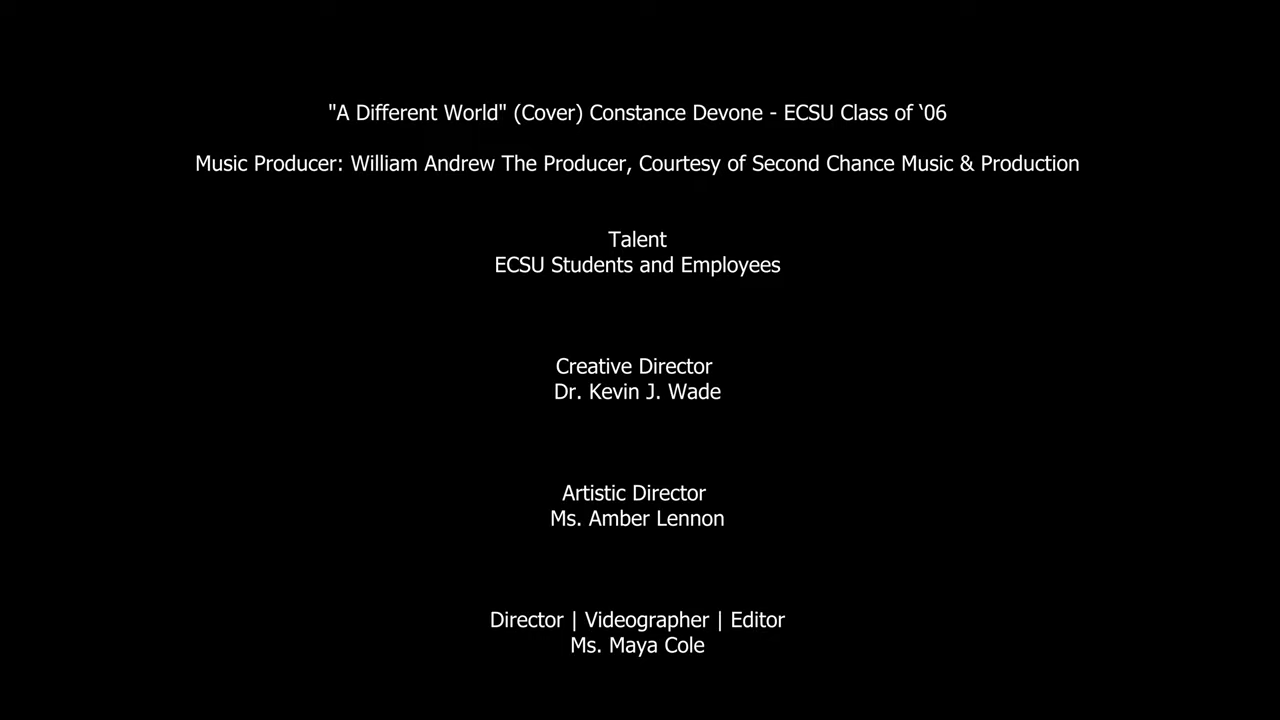 "A Different World" (Cover) Constance Devone - ECSU Class of ‘06
Music Producer: William Andrew The Producer, Courtesy of Second Chance Music & Production
Talent
ECSU Students and Employees
Creative Director
Dr. Kevin J. Wade
Artistic Director
Ms. Amber Lennon
Director | Videographer | Editor
Ms. Maya Cole